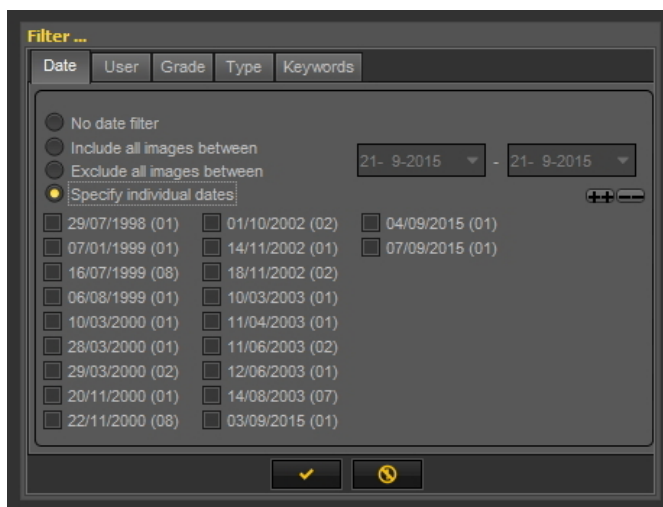 Filter ...
Date User Grade Type Keywords
No date filter
Include all images between
Exclude all images between
21- 9-2015 - 21- 9-2015
Specify individual dates
29/07/1998 (01) 01/10/2002 (02) 04/09/2015 (01)
07/01/1999 (01) 14/11/2002 (01) 07/09/2015 (01)
16/07/1999 (08) 18/11/2002 (02)
06/08/1999 (01) 10/03/2003 (01)
10/03/2000 (01) 11/04/2003 (01)
28/03/2000 (01) 11/06/2003 (02)
29/03/2000 (02) 12/06/2003 (01)
20/11/2000 (01) 14/08/2003 (07)
22/11/2000 (08) 03/09/2015 (01)